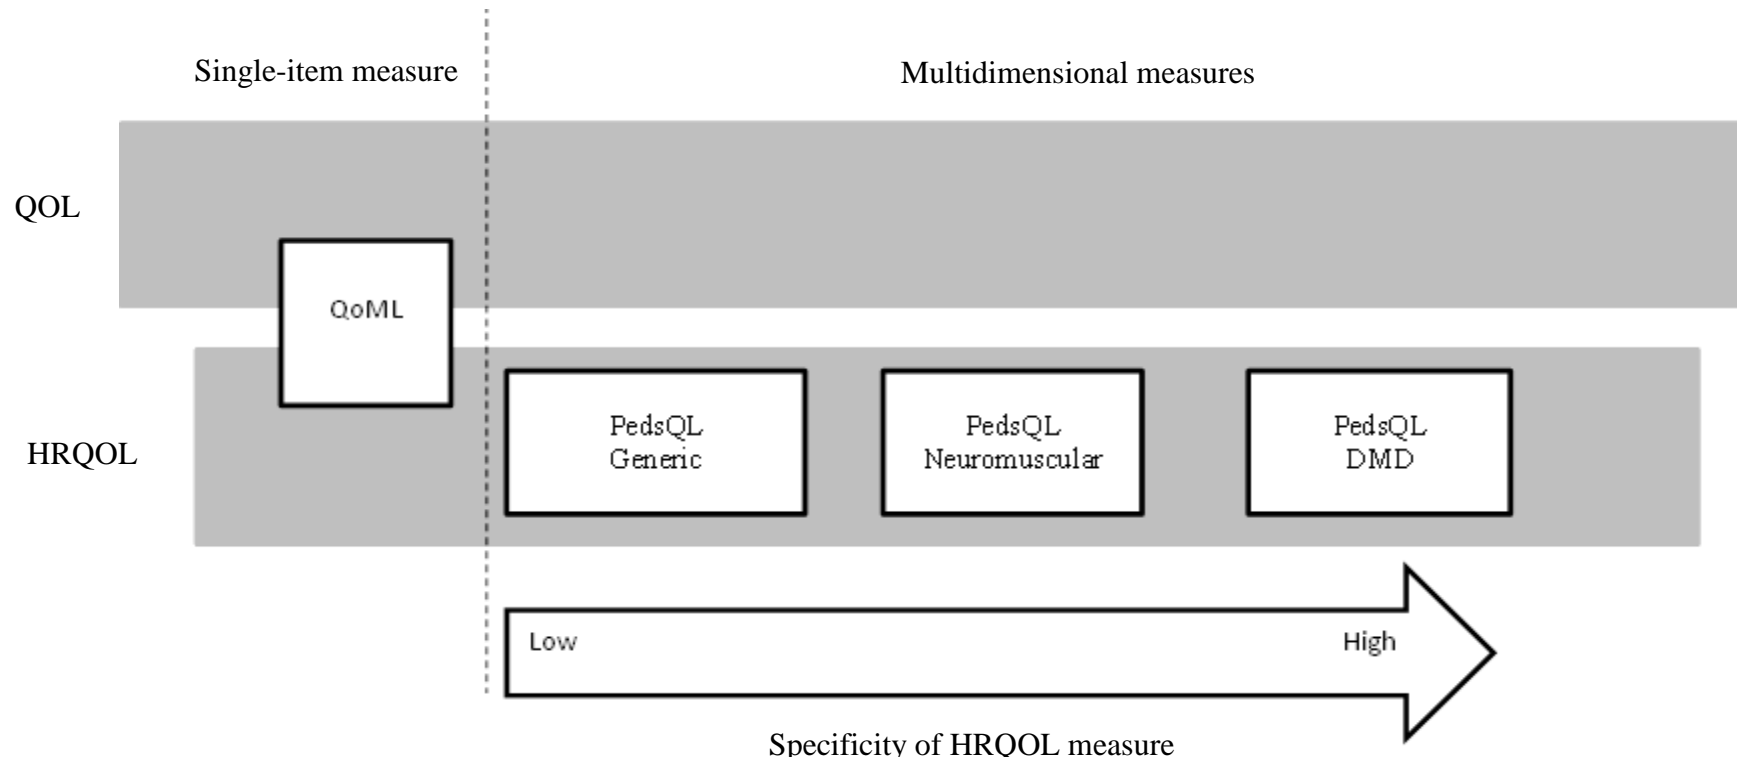 Single-item measure
Multidimensional measures
QOL
QoML
HRQOL
PedsQL
Generic
PedsQL
Neuromuscular
PedsQL
DMD
Low
High
Specificity of HRQOL measure